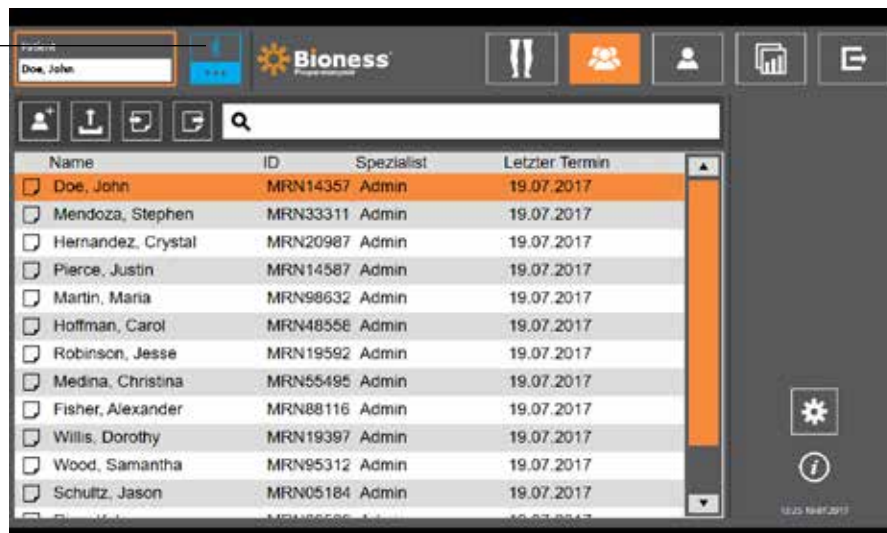 Patient
Doe, John
Bioness
Name ID Spezialist Letzter Termin
Doe, John MRN14357 Admin 19.07.2017
Mendoza, Stephen MRN33311 Admin 19.07.2017
Hernandez, Crystal MRN20987 Admin 19.07.2017
Pierce, Justin MRN14587 Admin 19.07.2017
Martin, Maria MRN98632 Admin 19.07.2017
Hoffman, Carol MRN48556 Admin 19.07.2017
Robinson, Jesse MRN19592 Admin 19.07.2017
Medina, Christina MRN55495 Admin 19.07.2017
Fisher, Alexander MRN88116 Admin 19.07.2017
Willis, Dorothy MRN19397 Admin 19.07.2017
Wood, Samantha MRN95312 Admin 19.07.2017
Schultz, Jason MRN05184 Admin 19.07.2017